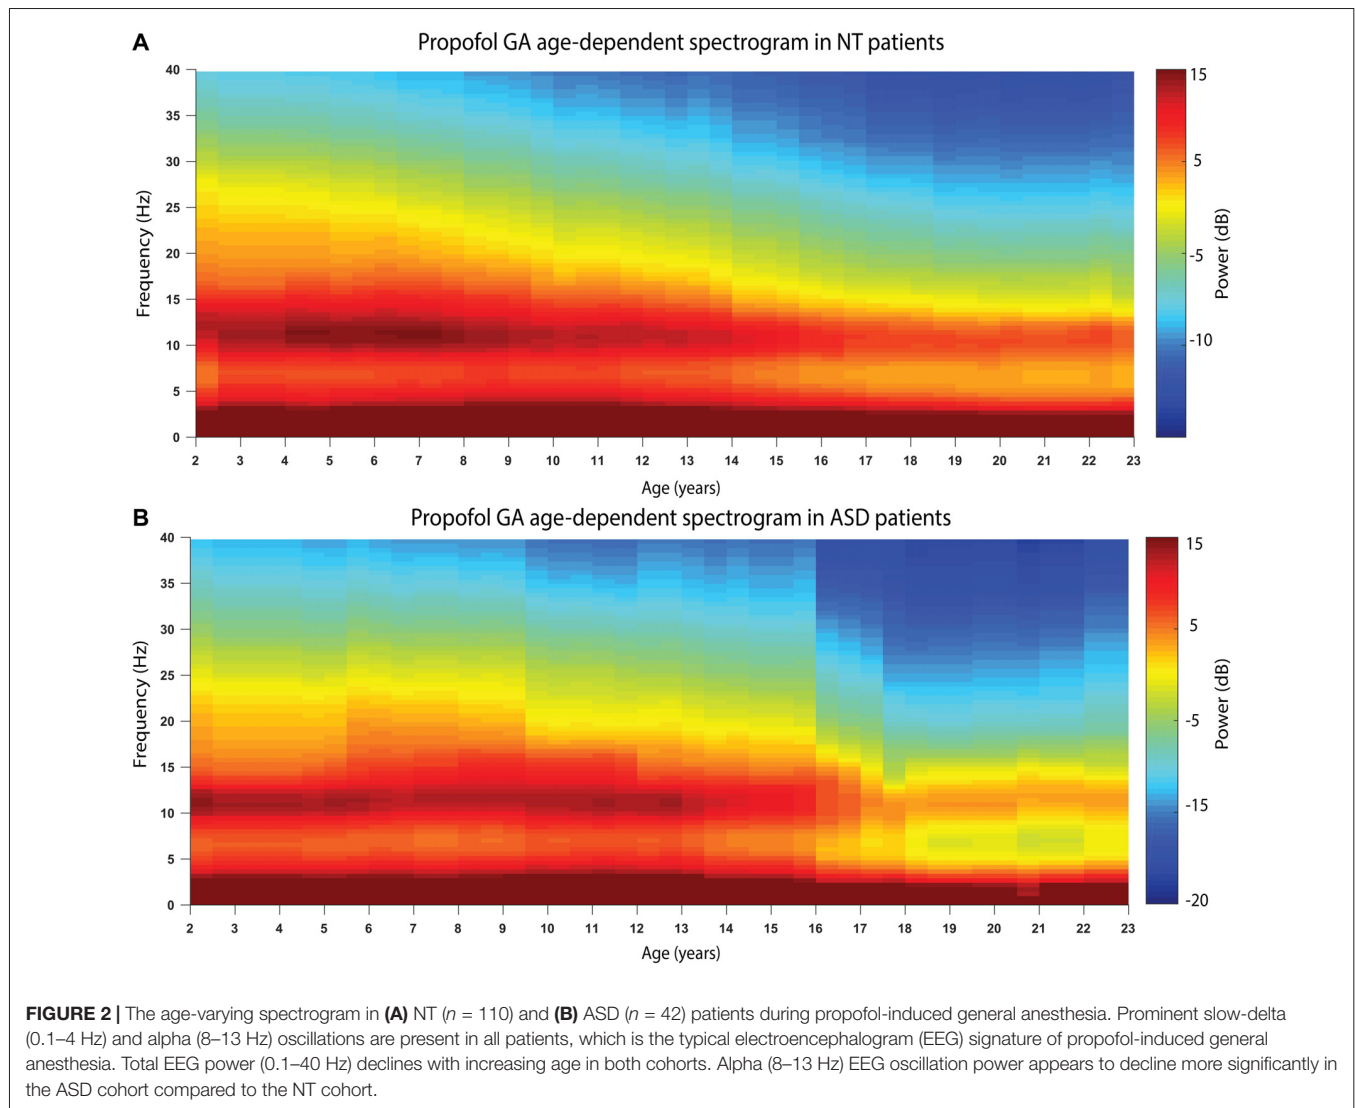 A
Propofol GA age-dependent spectrogram in NT patients
Frequency (Hz)
40
35
30
25
20
15
10
5
0
2 3 4 5 6 7 8 9 10 11 12 13 14 15 16 17 18 19 20 21 22 23
Age (years)
15
5
-5
-10
Power (dB)
B
Propofol GA age-dependent spectrogram in ASD patients
Frequency (Hz)
40
35
30
25
20
15
10
5
0
2 3 4 5 6 7 8 9 10 11 12 13 14 15 16 17 18 19 20 21 22 23
Age (years)
15
5
-5
-15
-20
Power (dB)
FIGURE 2 | The age-varying spectrogram in (A) NT (n = 110) and (B) ASD (n = 42) patients during propofol-induced general anesthesia. Prominent slow-delta
(0.1–4 Hz) and alpha (8–13 Hz) oscillations are present in all patients, which is the typical electroencephalogram (EEG) signature of propofol-induced general
anesthesia. Total EEG power (0.1–40 Hz) declines with increasing age in both cohorts. Alpha (8–13 Hz) EEG oscillation power appears to decline more significantly in
the ASD cohort compared to the NT cohort.